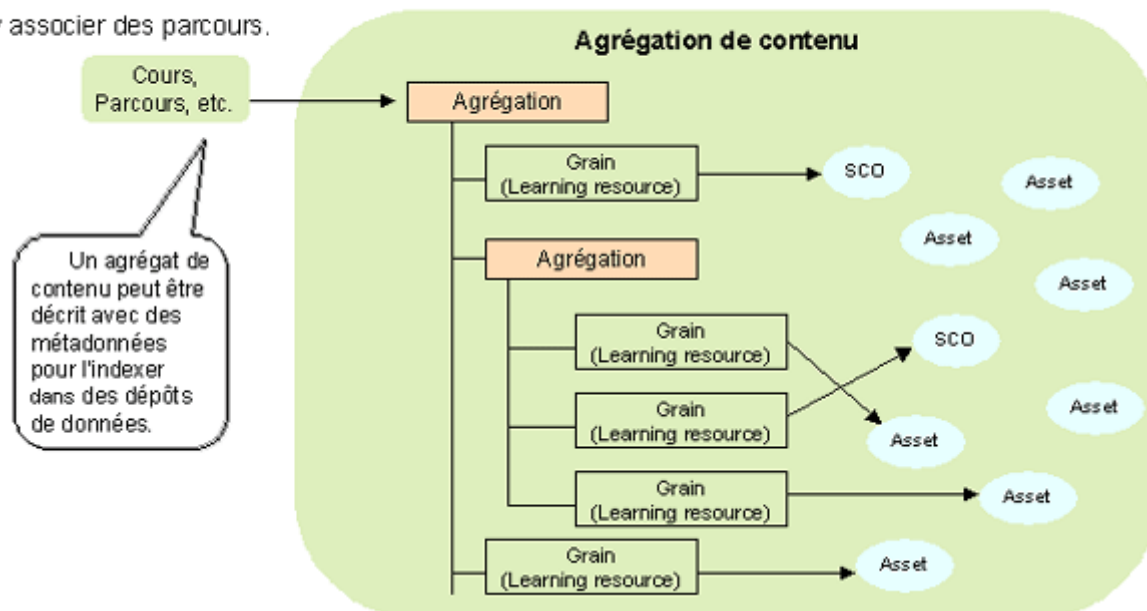 y associer des parcours.
Agrégation de contenu
Cours,
Parcours, etc.
Agrégation
Grain
(Learning resource)
SCO
Asset
Asset
Un agrégat de
contenu peut être
décrit avec des
métadonnées
pour l'indexer
dans des dépôts
de données.
Agrégation
Asset
Grain
(Learning resource)
SCO
Grain
(Learning resource)
Asset
Asset
Grain
(Learning resource)
Asset
Grain
(Learning resource)
Asset